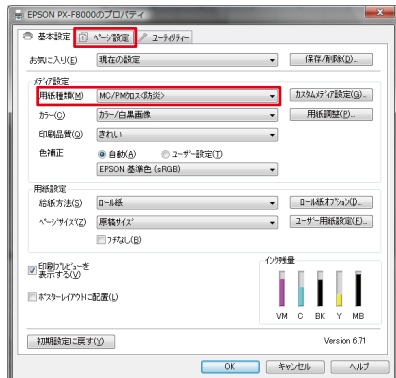 EPSON PX-F8000のプロパティ
基本設定 ページ設定 ユーティリティー
お気に入り(E) 現在の設定 保存/削除(D)...
メディア設定
用紙種類(M) MC/PMクロス<防炎> カスタムメディア設定(G)...
カラー(C) カラー/白黒画像 用紙調整(P)...
印刷品質(Q) きれい
色補正 自動(A) ユーザー設定(T)
EPSON 基準色 (sRGB)
用紙設定
給紙方法(S) ロール紙 ロール紙オプション(I)...
ページサイズ(Z) 原稿サイズ ユーザー用紙設定(F)...
フチなし(B)
印刷プレビューを
表示する(V)
ポスターレイアウトに配置(L)
インク残量
VM C BK Y MB
初期設定に戻す(Y) Version 6.71
OK キャンセル ヘルプ